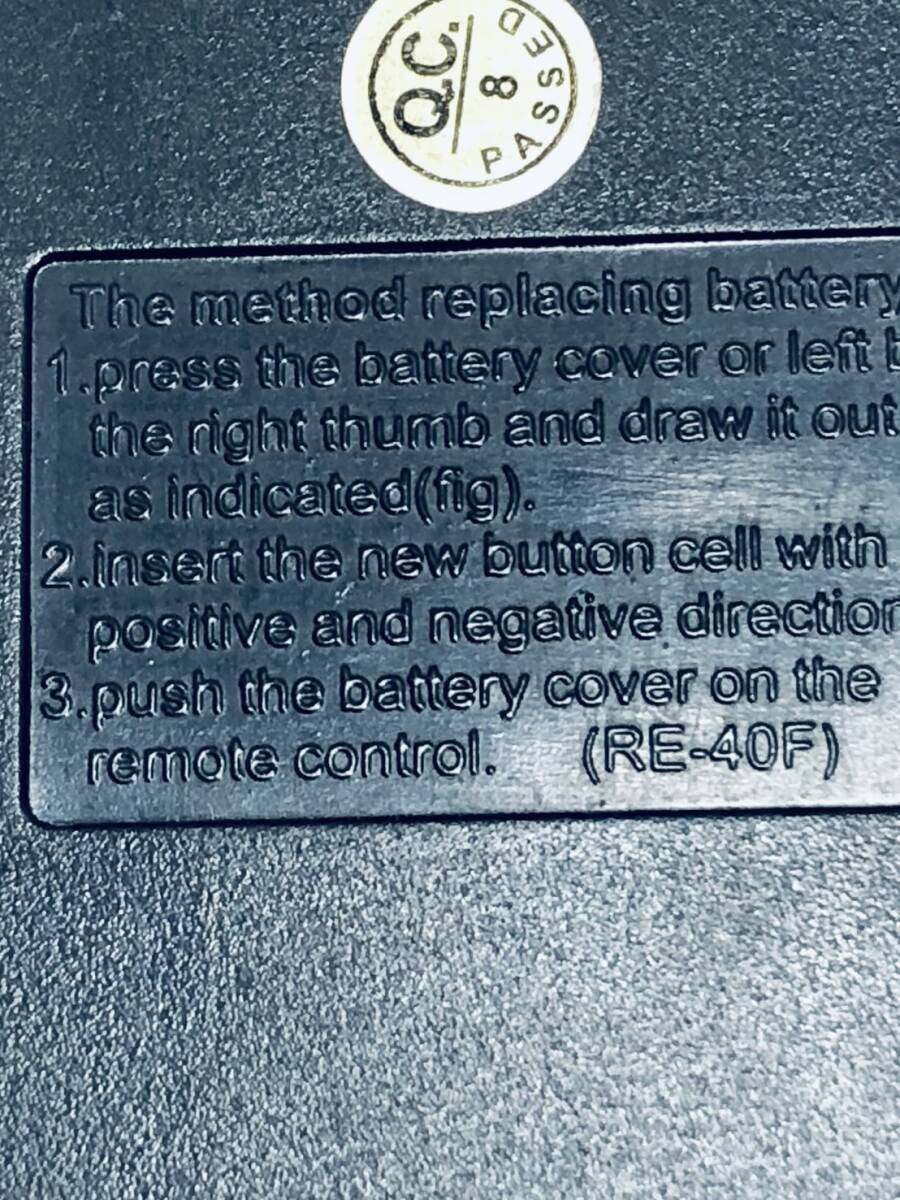 Q.C.
8
PASSED
The method replacing battery
1.press the battery cover or left
the right thumb and draw it out
as indicated(fig).
2.insert the new button cell with
positive and negative direction
3.push the battery cover on the
remote control. (RE-40F)